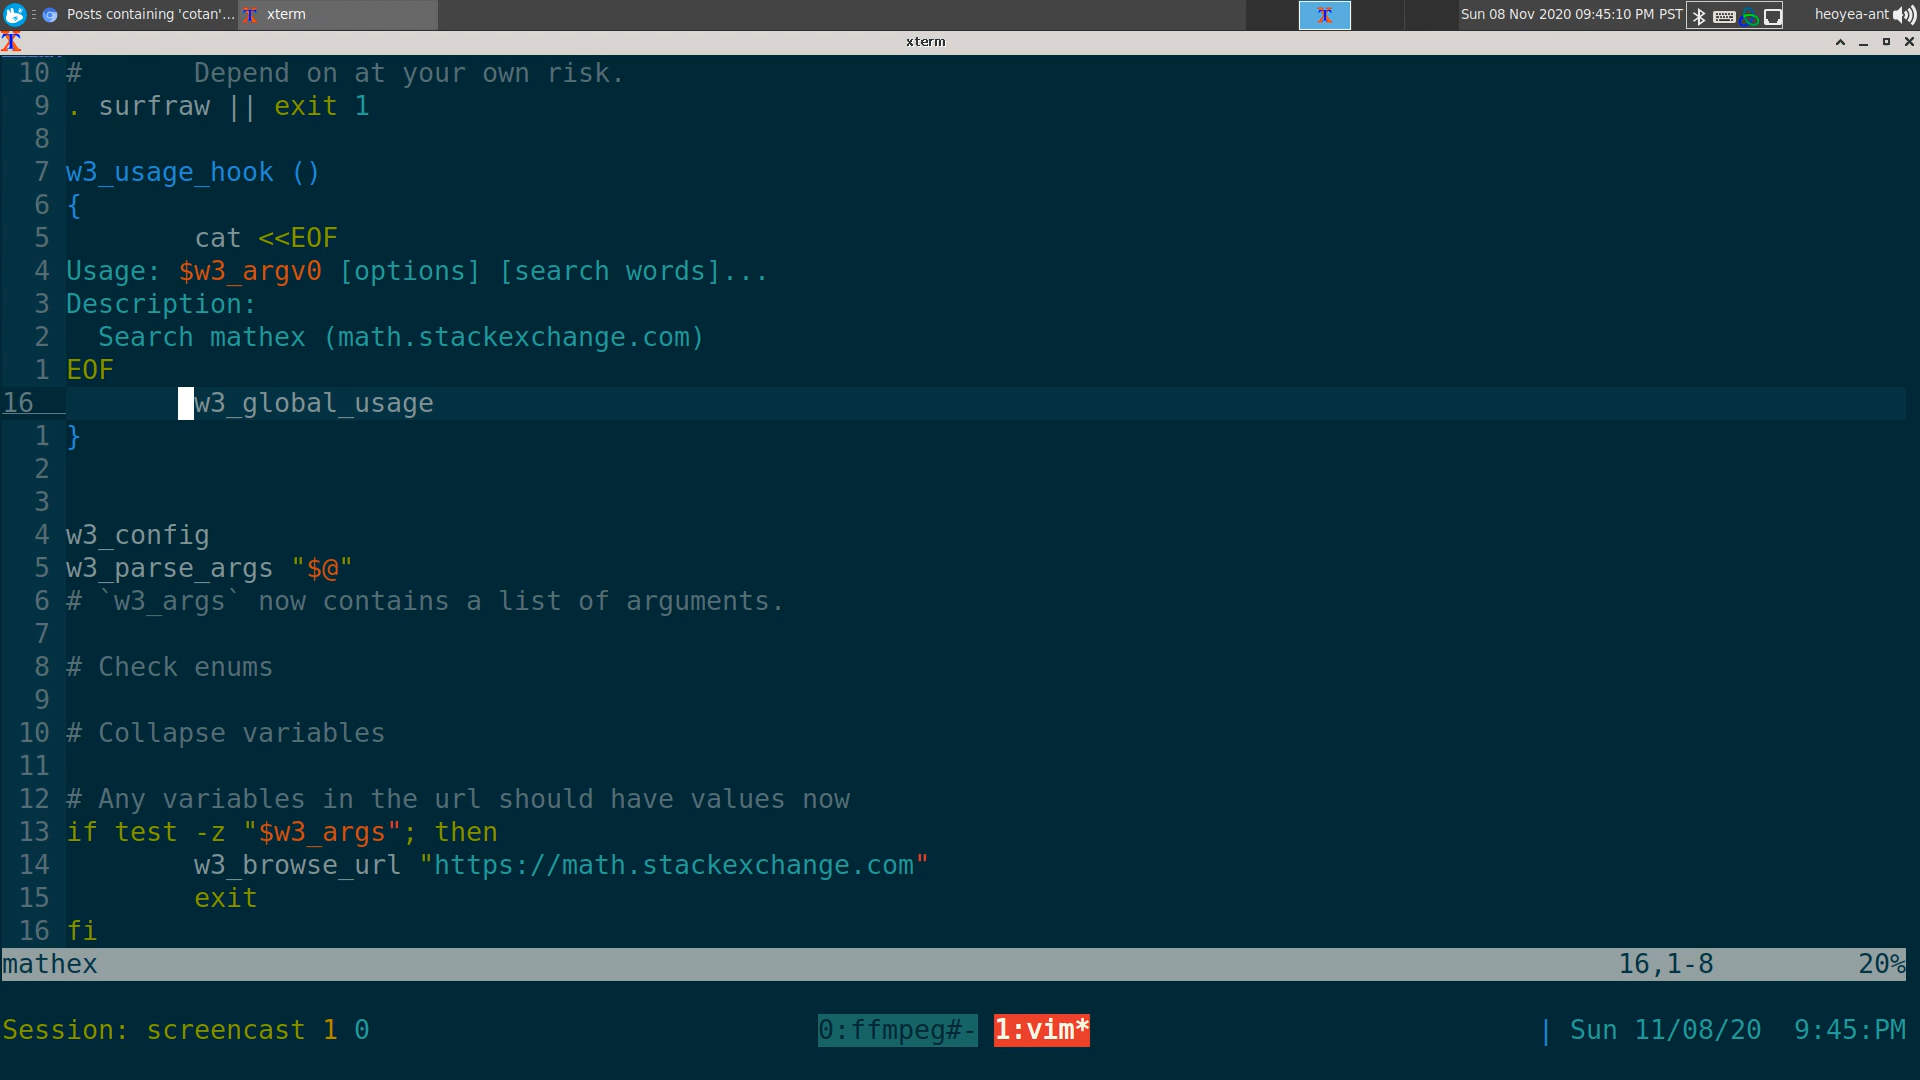 Posts containing 'cotan'... xterm Sun 08 Nov 2020 09:45:10 PM PST heoyea-ant
xterm
10 #       Depend on at your own risk.
9 . surfraw || exit 1
8
7 w3_usage_hook ()
6 {
5         cat <<EOF
4 Usage: $w3_argv0 [options] [search words]...
3 Description:
2   Search mathex (math.stackexchange.com)
1 EOF
16         w3_global_usage
1 }
2
3
4 w3_config
5 w3_parse_args "$@"
6 # `w3_args` now contains a list of arguments.
7
8 # Check enums
9
10 # Collapse variables
11
12 # Any variables in the url should have values now
13 if test -z "$w3_args"; then
14         w3_browse_url "https://math.stackexchange.com"
15         exit
16 fi
mathex 16,1-8 20%
Session: screencast 1 0 0:ffmpeg#- 1:vim* | Sun 11/08/20  9:45:PM